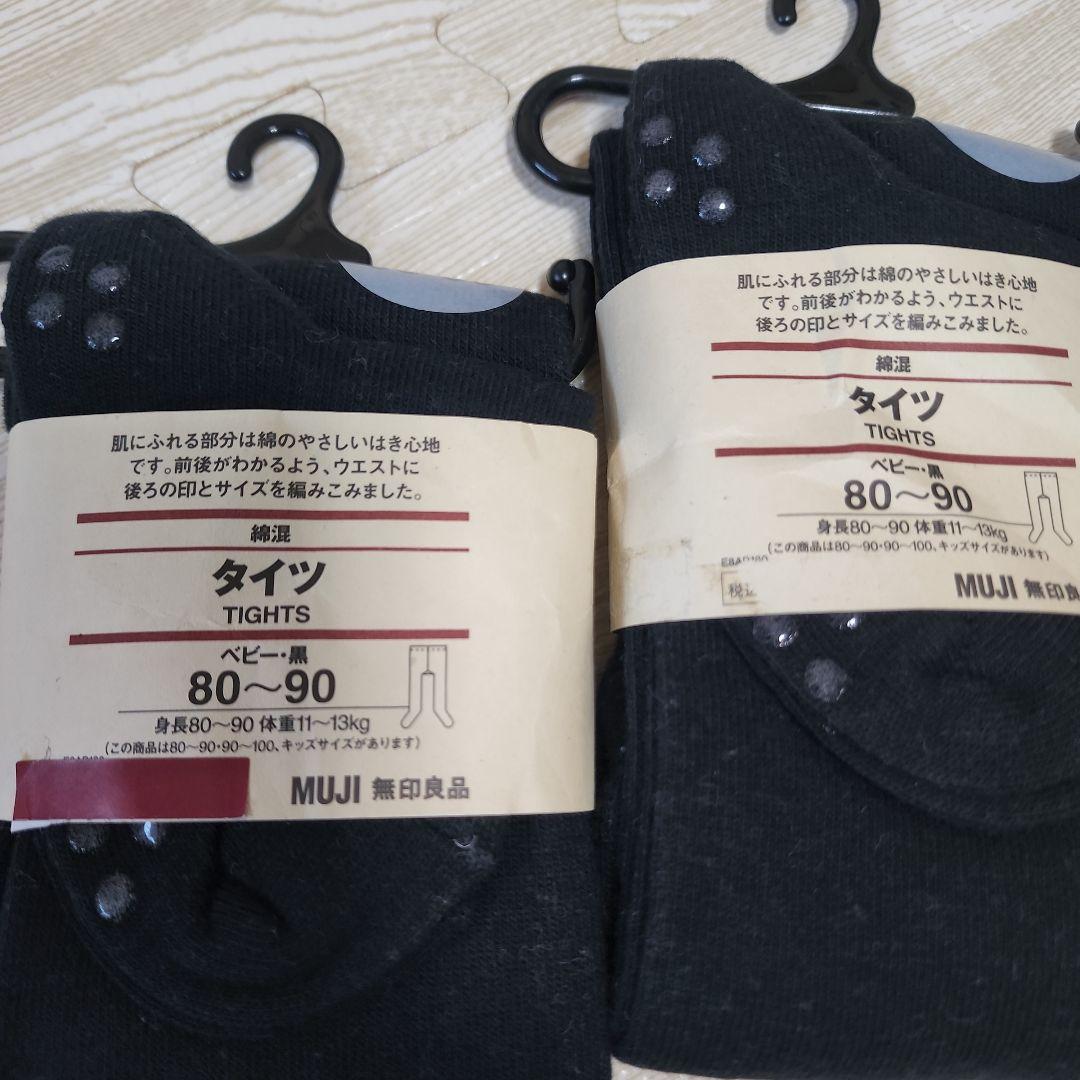 肌にふれる部分は綿のやさしいはき心地
です。前後がわかるよう、ウエストに
後ろの印とサイズを編みこみました。
綿混
タイツ
TIGHTS
ベビー・黒
80〜90
身長80〜90 体重11〜13kg
(この商品は80〜90・90〜100、キッズサイズがあります)
MUJI 無印良品
肌にふれる部分は綿のやさしいはき心地
です。前後がわかるよう、ウエストに
後ろの印とサイズを編みこみました。
綿混
タイツ
TIGHTS
ベビー・黒
80〜90
身長80〜90 体重11〜13kg
(この商品は80〜90・90〜100、キッズサイズがあります)
税込
MUJI 無印良